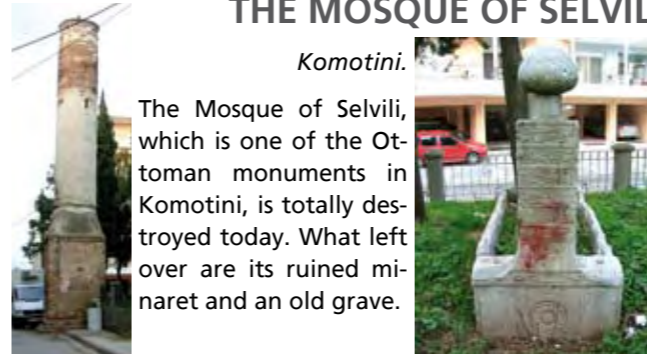 THE MOSQUE OF SELVIL
Komotini.
The Mosque of Selvili,
which is one of the Ot-
toman monuments in
Komotini, is totally des-
troyed today. What left
over are its ruined mi-
naret and an old grave.